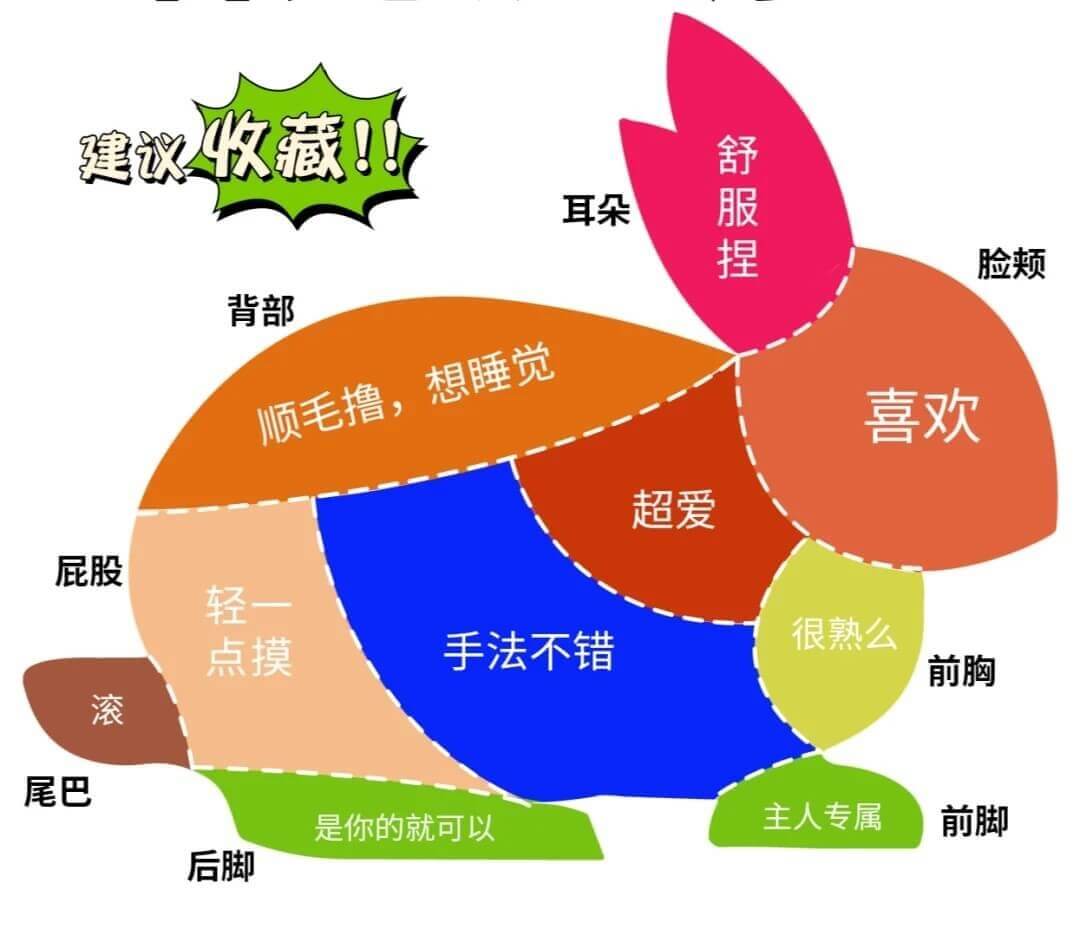 建议收藏!!
舒
服
捏
耳朵
脸颊
背部
顺毛撸，想睡觉
喜欢
超爱
屁股
轻一
点摸
手法不错
很熟么
前胸
滚
尾巴
是你的就可以
主人专属
前脚
后脚